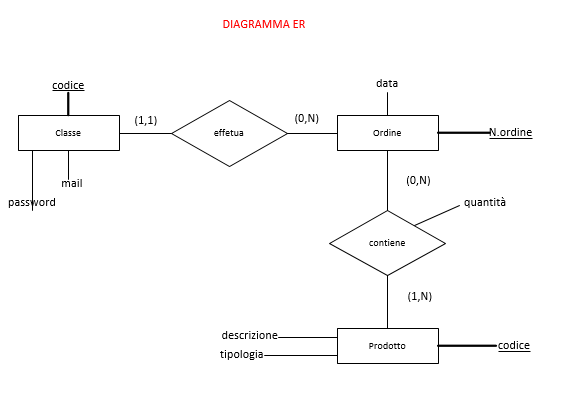 DIAGRAMMA ER
codice
data
(1,1)
(0,N)
Classe
effetua
Ordine
N.ordine
mail
(0,N)
password
quantità
contiene
(1,N)
descrizione
Prodotto
codice
tipologia